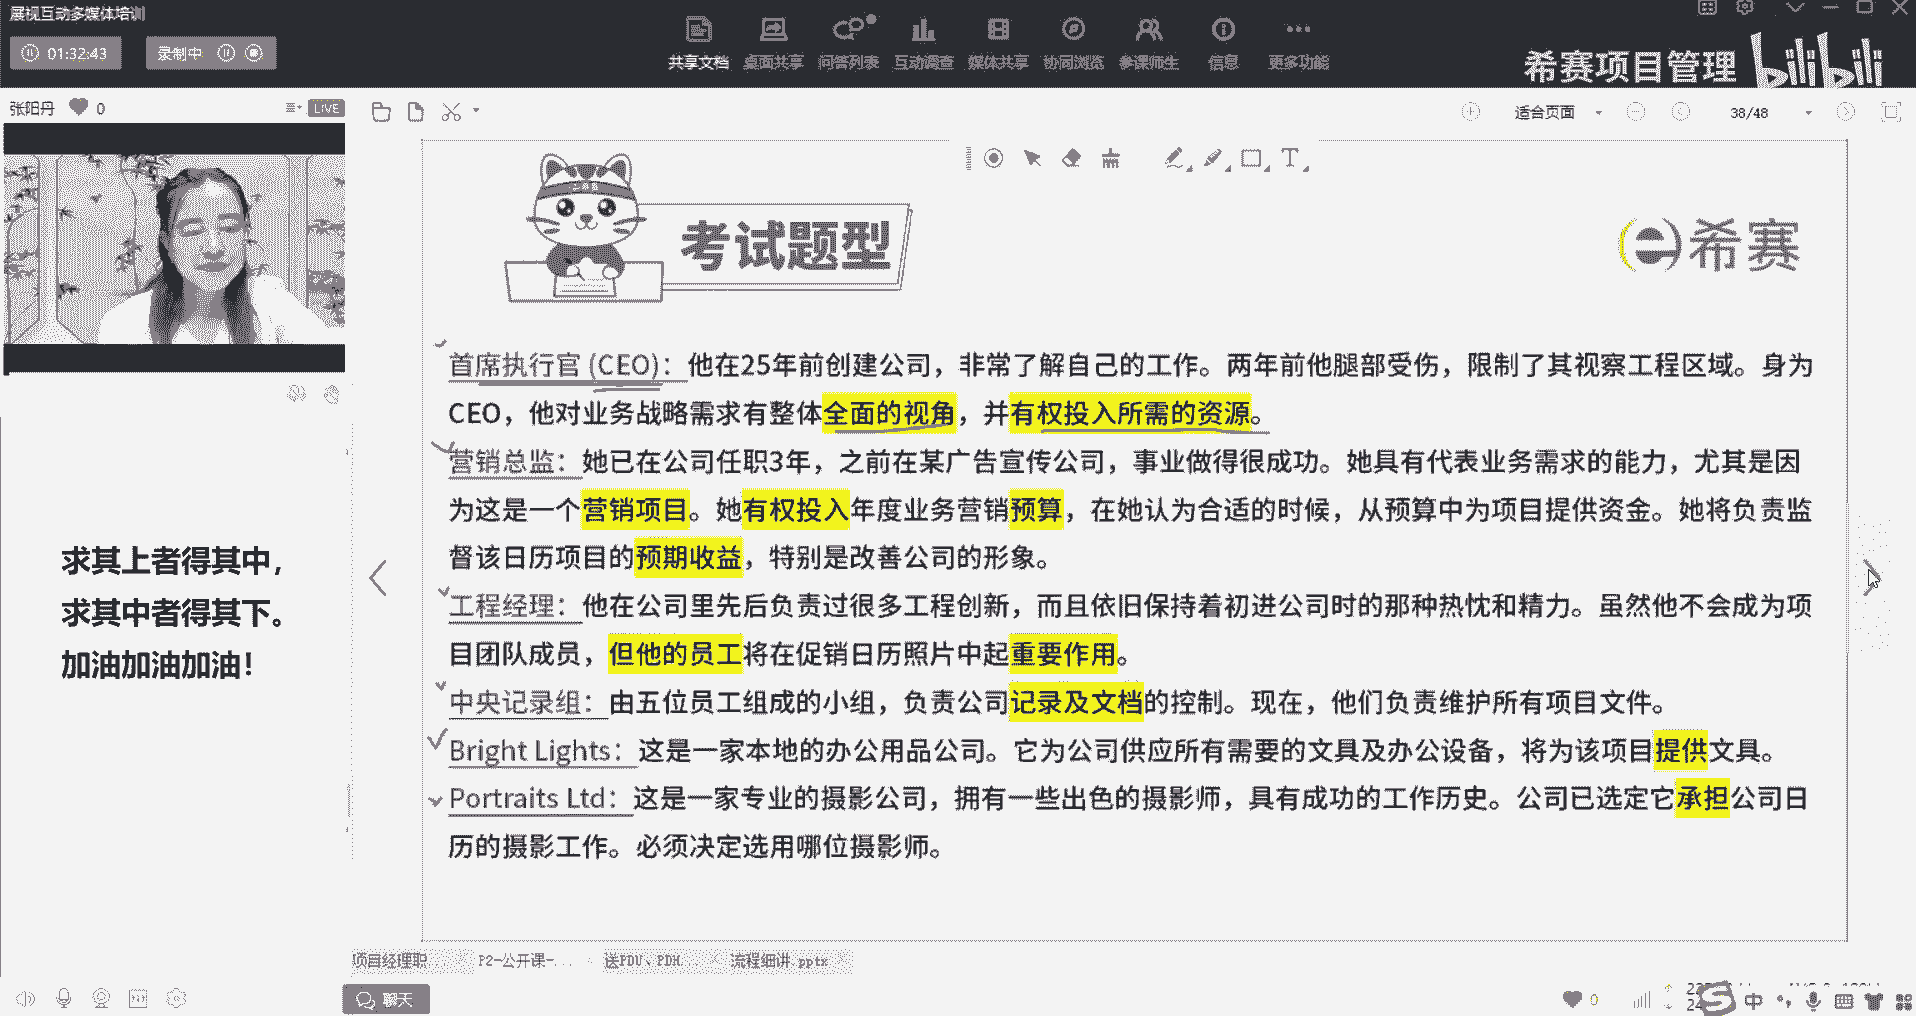 展视互动多媒体培训
01:32:43
录制中
共享文档 桌面共享 问答列表 互动调查 媒体共享 协同浏览 参课师生 信息 更多功能
希赛项目管理 bilibili
张阳丹 0
LIVE
适合页面
38/48
考试题型
希赛
首席执行官 (CEO)：他在25年前创建公司，非常了解自己的工作。两年前他腿部受伤，限制了其视察工程区域。身为
CEO，他对业务战略需求有整体全面的视角，并有权投入所需的资源。
营销总监：她已在公司任职3年，之前在某广告宣传公司，事业做得很成功。她具有代表业务需求的能力，尤其是因
为这是一个营销项目。她有权投入年度业务营销预算，在她认为合适的时候，从预算中为项目提供资金。她将负责监
督该日历项目的预期收益，特别是改善公司的形象。
工程经理：他在公司里先后负责过很多工程创新，而且依旧保持着初进公司时的那种热忱和精力。虽然他不会成为项
目团队成员，但他的员工将在促销日历照片中起重要作用。
中央记录组：由五位员工组成的小组，负责公司记录及文档的控制。现在，他们负责维护所有项目文件。
Bright Lights：这是一家本地的办公用品公司。它为公司供应所有需要的文具及办公设备，将为该项目提供文具。
Portraits Ltd：这是一家专业的摄影公司，拥有一些出色的摄影师，具有成功的工作历史。公司已选定它承担公司日
历的摄影工作。必须决定选用哪位摄影师。
求其上者得其中，
求其中者得其下。
加油加油加油！
项目经理职 P2-公开课-... 送PDU、PDH... 流程细讲.pptx
聊天
0
中